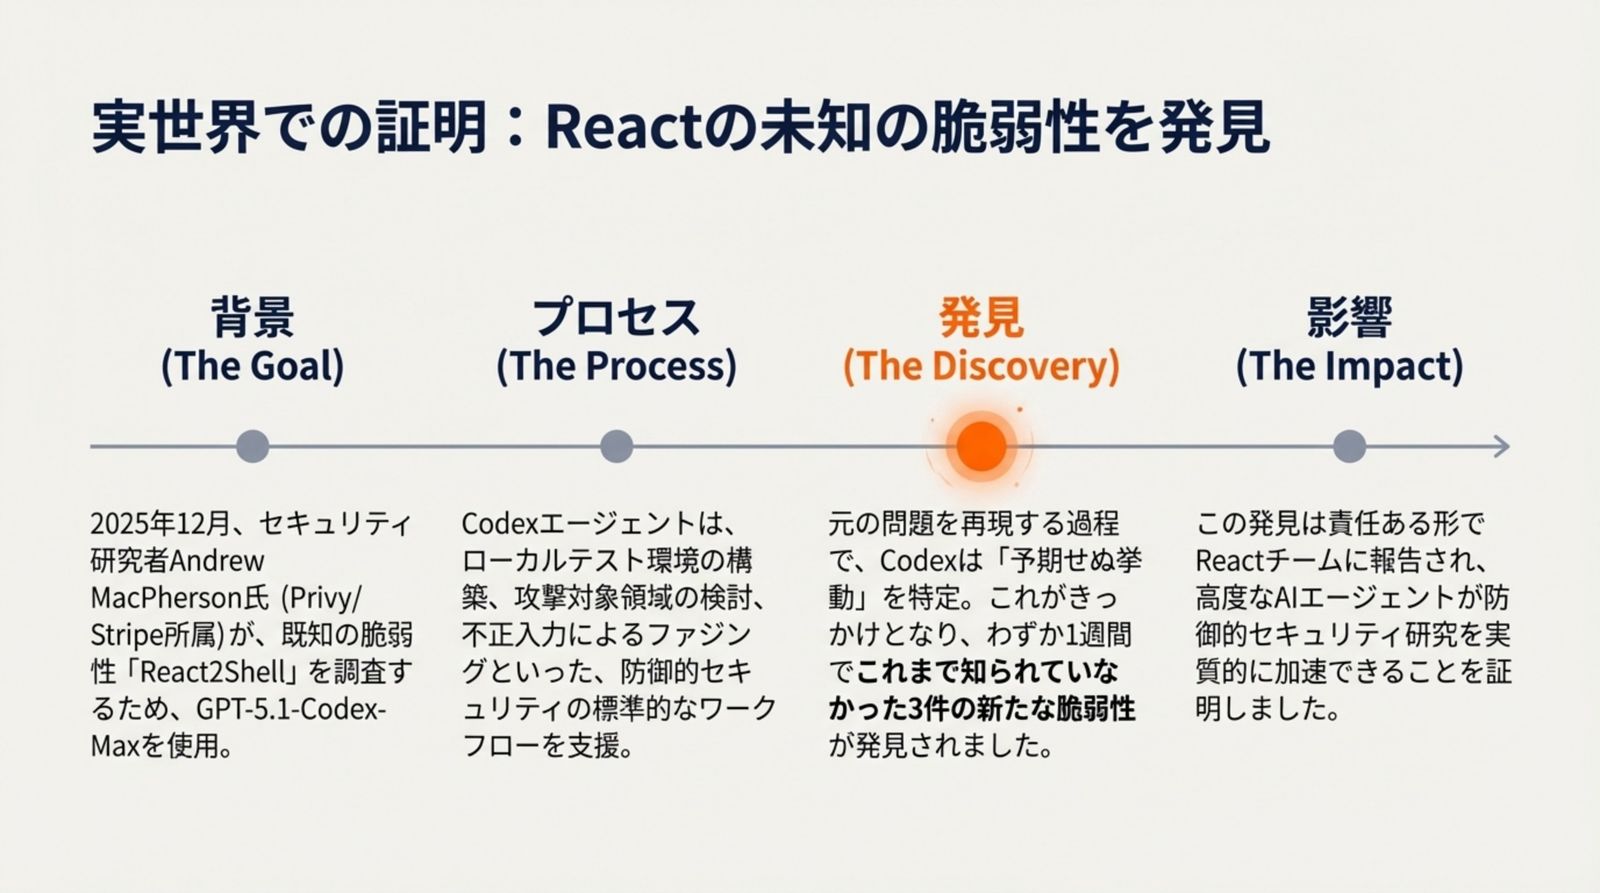 実世界での証明：Reactの未知の脆弱性を発見
背景
(The Goal)
2025年12月、セキュリティ
研究者Andrew
MacPherson氏 (Privy/
Stripe所属)が、既知の脆弱
性「React2Shell」を調査す
るため、GPT-5.1-Codex-
Maxを使用。
プロセス
(The Process)
Codexエージェントは、
ローカルテスト環境の構
築、攻撃対象領域の検討、
不正入力によるファジン
グといった、防御的セキ
ュリティの標準的なワーク
フローを支援。
発見
(The Discovery)
元の問題を再現する過程
で、Codexは「予期せぬ挙
動」を特定。これがきっ
かけとなり、わずか1週間
でこれまで知られていな
かった3件の新たな脆弱性
が発見されました。
影響
(The Impact)
この発見は責任ある形で
Reactチームに報告され、
高度なAIエージェントが防
御的セキュリティ研究を実
質的に加速できることを証
明しました。